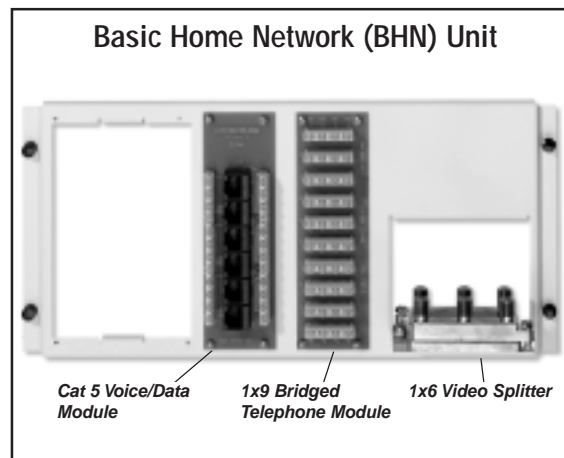 Basic Home Network (BHN) Unit
Cat 5 Voice/Data
Module
1x9 Bridged
Telephone Module
1x6 Video Splitter